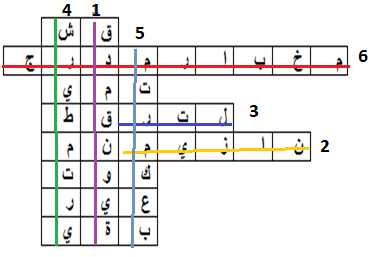 4 1
ق ش 5
م خ ب ا ر م د ر ج 6
ت م ي
ل ت ر ق ط 3
ن ا ز ي م ن م 2
ك و ت
ع ي ر
ب ة ي